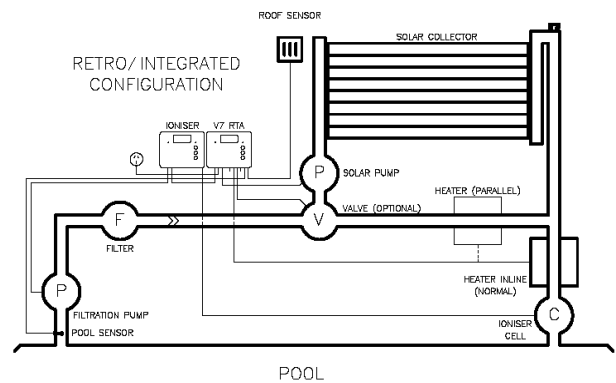 ROOF SENSOR
SOLAR COLLECTOR
RETRO/INTEGRATED
CONFIGURATION
IONISER
V7 RTA
P
SOLAR PUMP
HEATER (PARALLEL)
F
V
VALVE (OPTIONAL)
FILTER
HEATER INLINE
(NORMAL)
P
FILTRATION PUMP
C
IONISER
CELL
POOL SENSOR
POOL